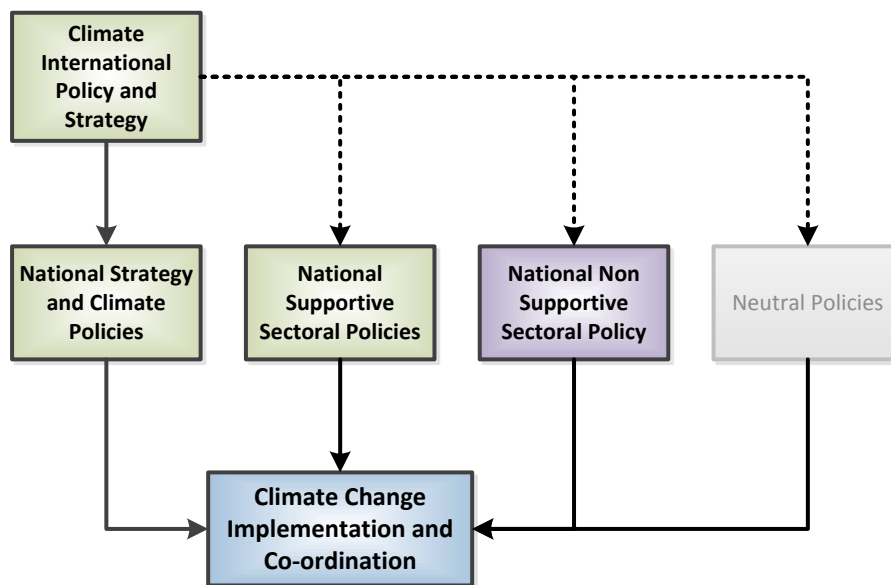 Climate
International
Policy and
Strategy
National Strategy
and Climate
Policies
National
Supportive
Sectoral Policies
National Non
Supportive
Sectoral Policy
Neutral Policies
Climate Change
Implementation and
Co-ordination